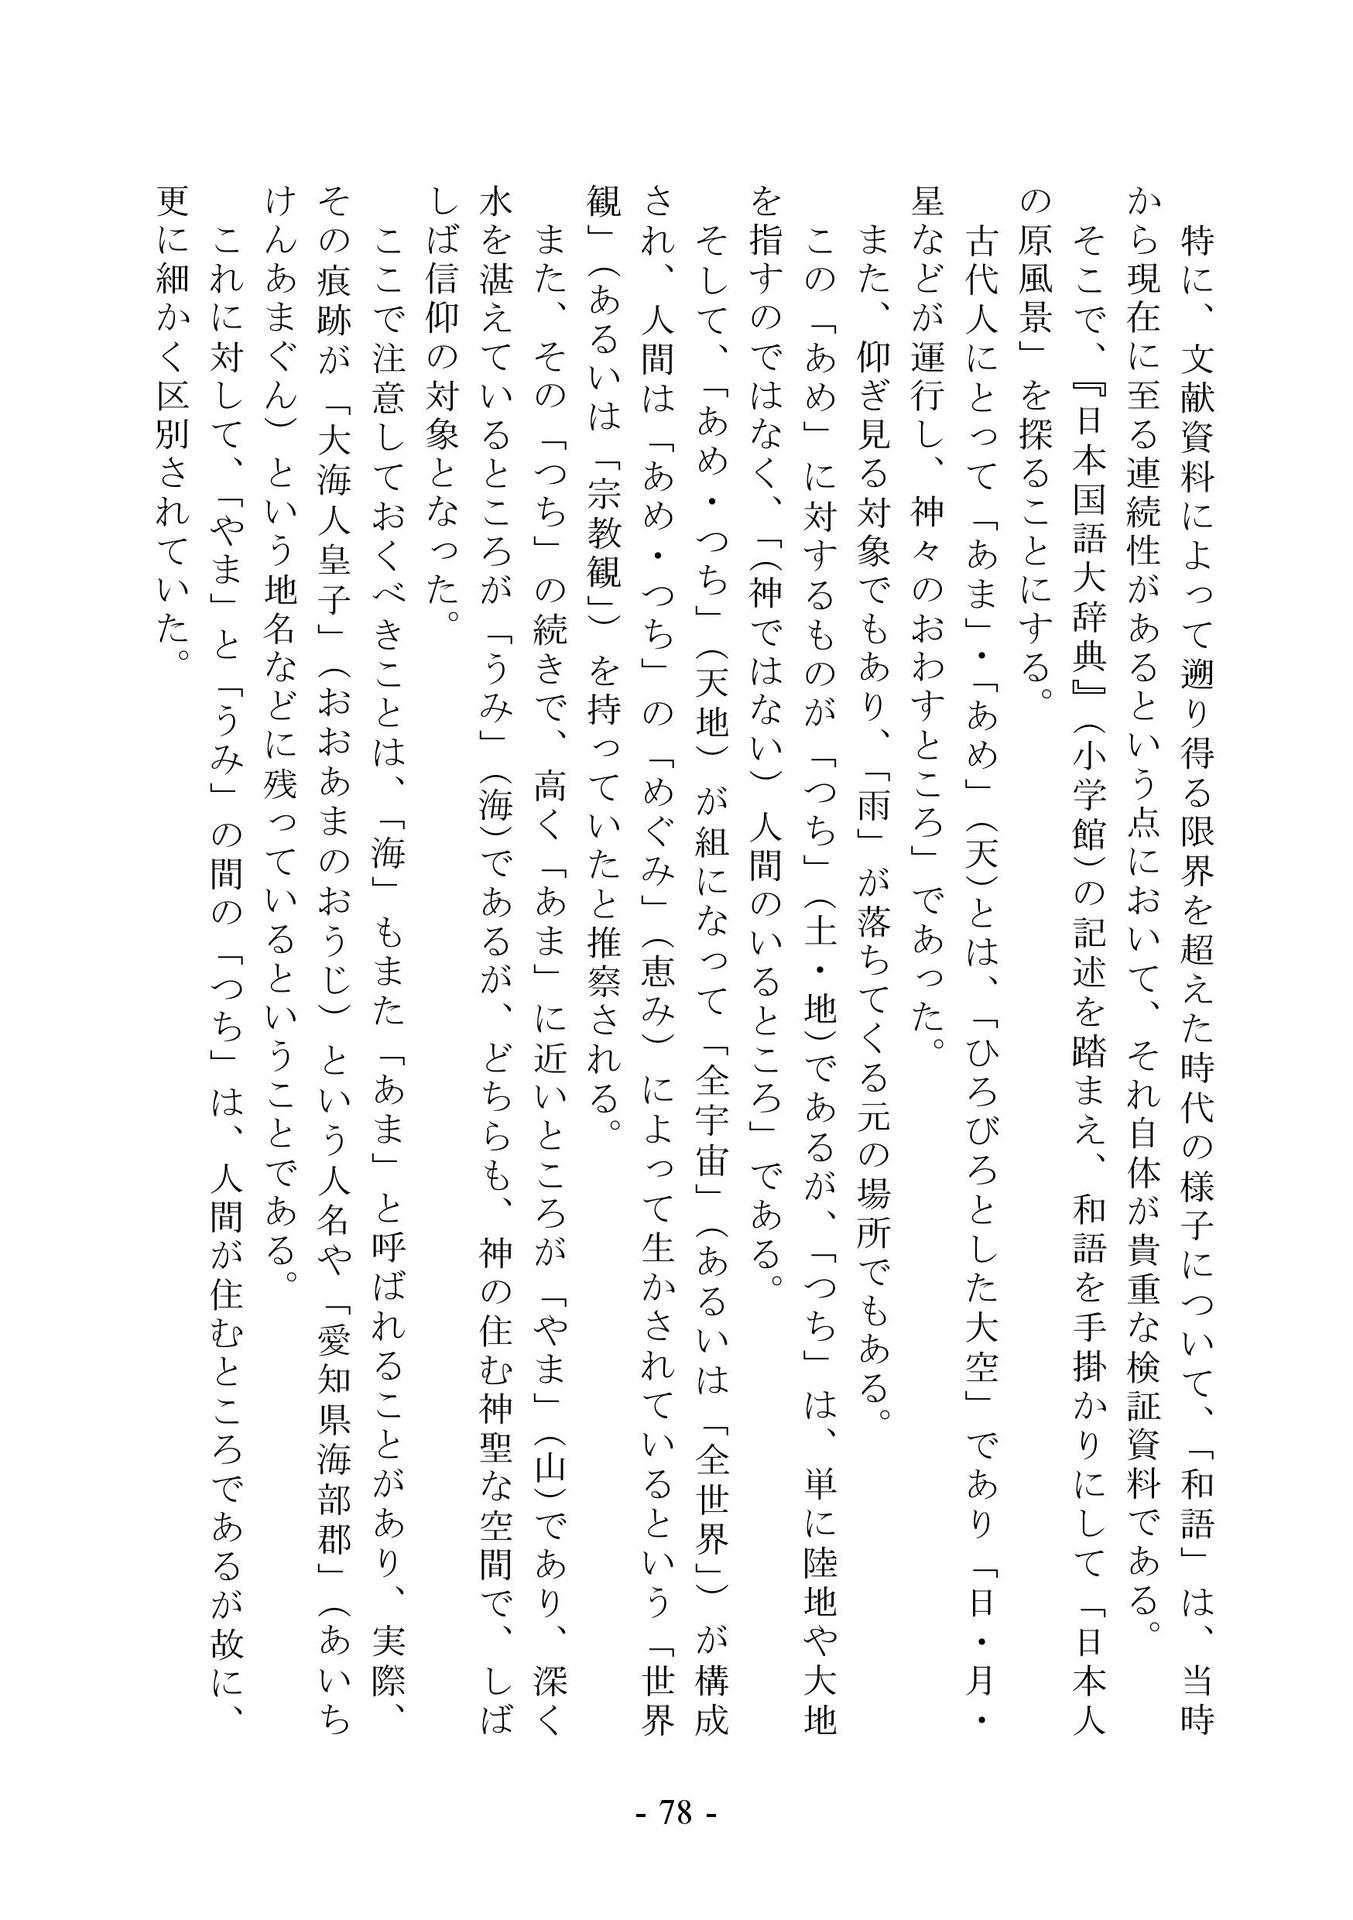 特に、文献資料によって遡り得る限界を超えた時代の様子について、「和語」は、当時
から現在に至る連続性があるという点において、それ自体が貴重な検証資料である。
そこで、『日本国語大辞典』（小学館）の記述を踏まえ、和語を手掛かりにして「日本人
の原風景」を探ることにする。
古代人にとって「あま」・「あめ」（天）とは、「ひろびろとした大空」であり「日・月・
星などが運行し、神々のおわすところ」であった。
また、仰ぎ見る対象でもあり、「雨」が落ちてくる元の場所でもある。
この「あめ」に対するものが「つち」（土・地）であるが、「つち」は、単に陸地や大地
を指すのではなく、「（神ではない）人間のいるところ」である。
そして、「あめ・つち」（天地）が組になって「全宇宙」（あるいは「全世界」）が構成
され、人間は「あめ・つち」の「めぐみ」（恵み）によって生かされているという「世界
観」（あるいは「宗教観」）を持っていたと推察される。
また、その「つち」の続きで、高く「あま」に近いところが「やま」（山）であり、深く
水を湛えているところが「うみ」（海）であるが、どちらも、神の住む神聖な空間で、しば
しば信仰の対象となった。
ここで注意しておくべきことは、「海」もまた「あま」と呼ばれることがあり、実際、
その痕跡が「大海人皇子」（おおあまのおうじ）という人名や「愛知県海部郡」（あいち
けんあまぐん）という地名などに残っているということである。
これに対して、「やま」と「うみ」の間の「つち」は、人間が住むところであるが故に、
更に細かく区別されていた。
- 78 -